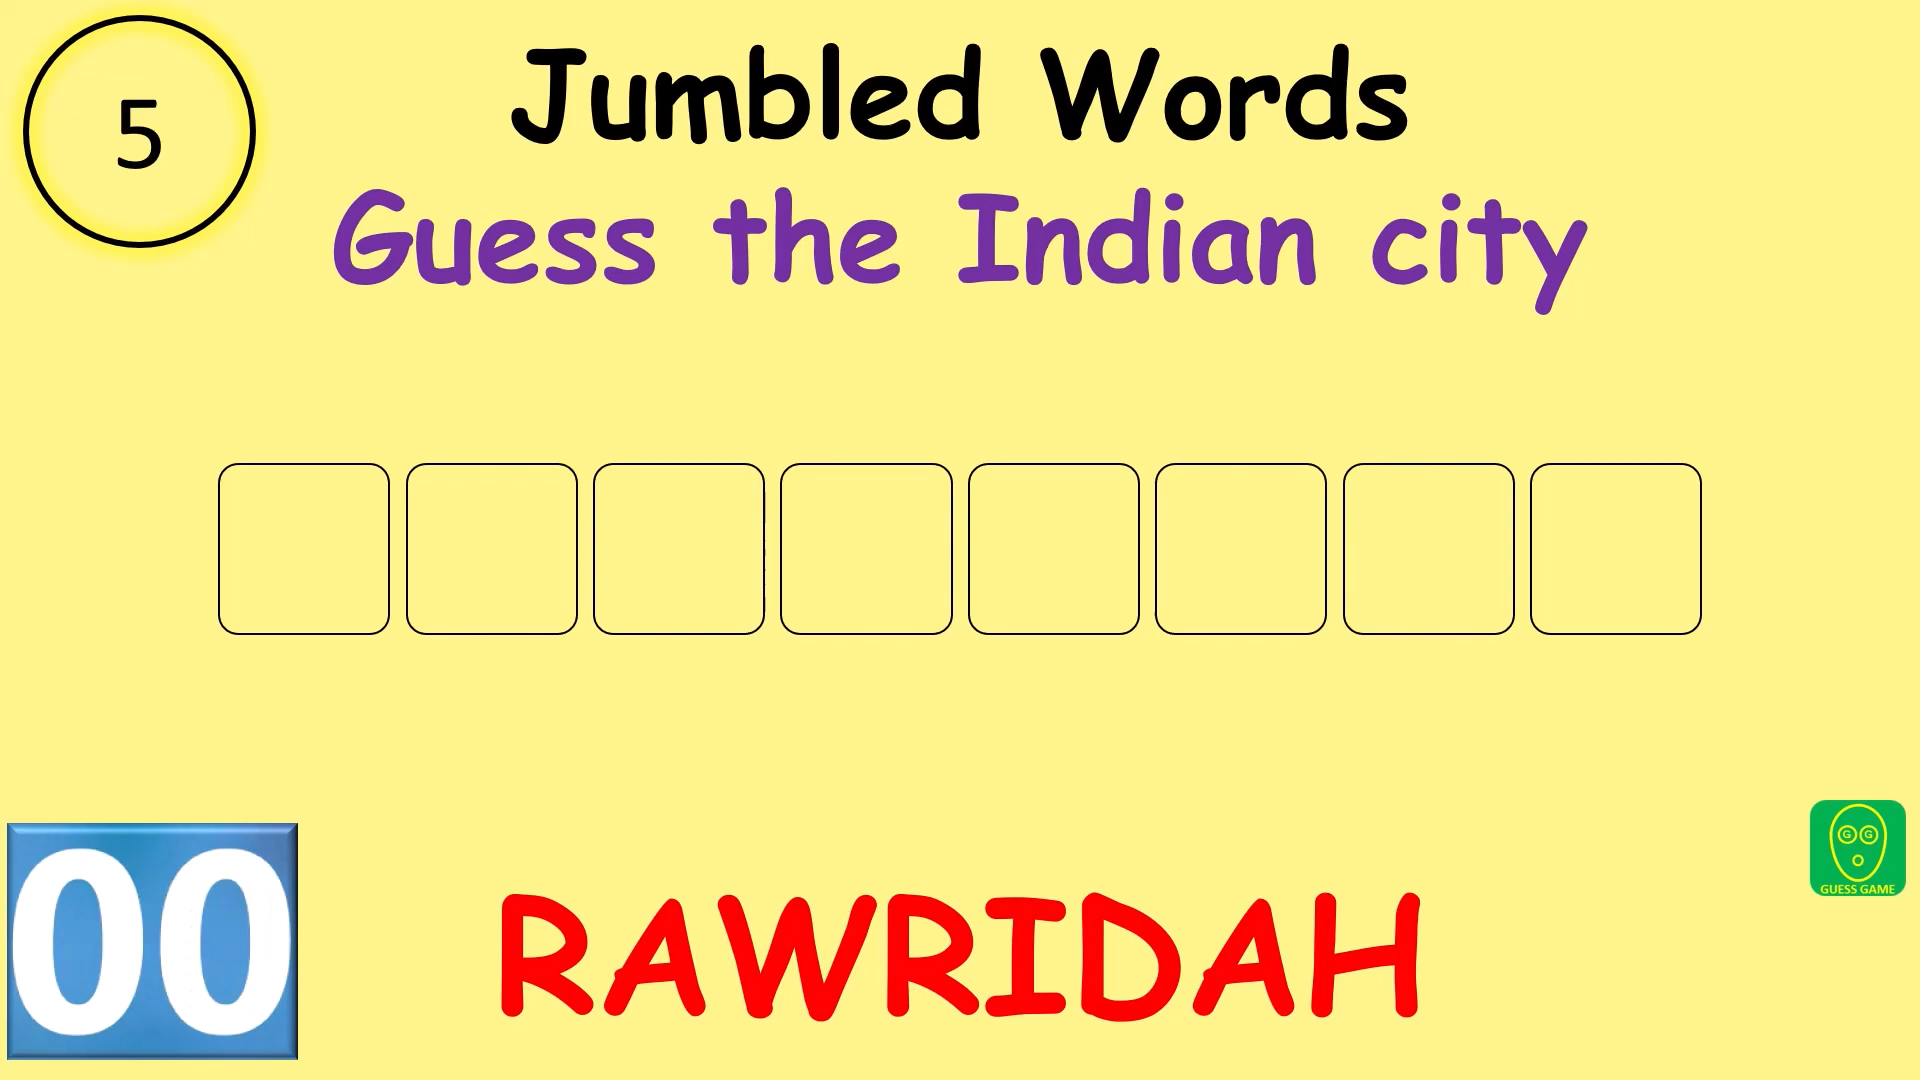 5
Jumbled Words
Guess the Indian city
00
RAWRIDAH
G G
GUESS GAME